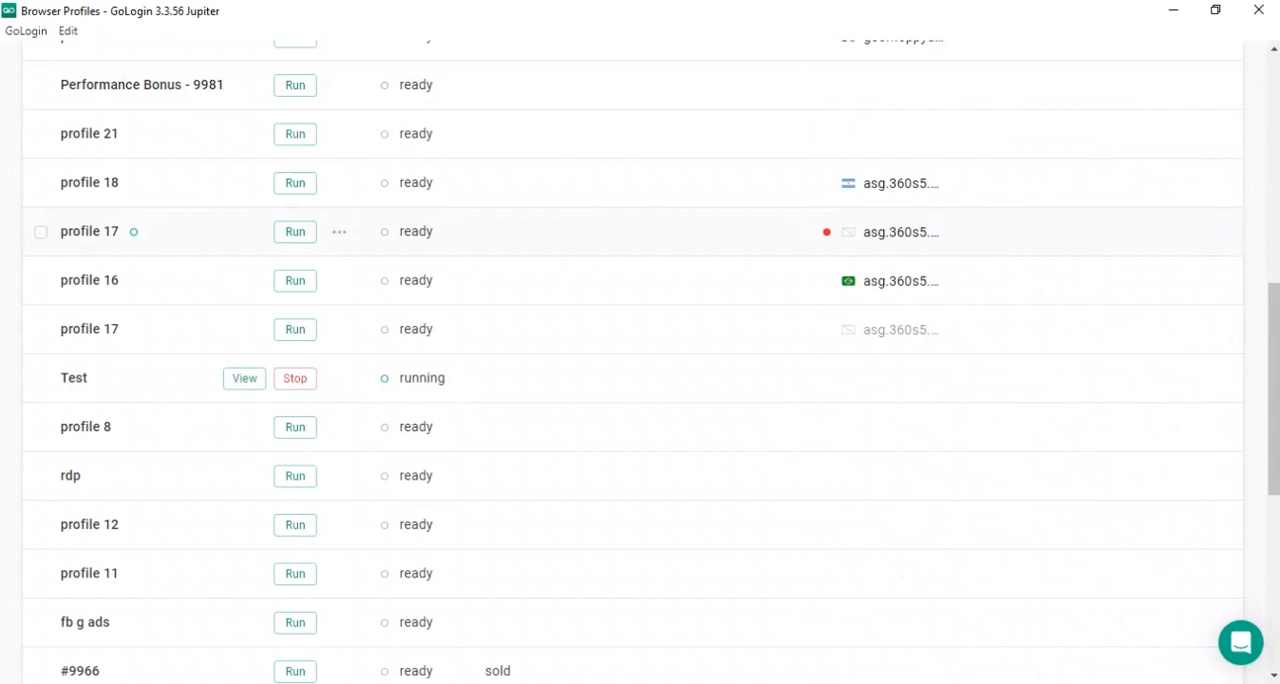 Browser Profiles - GoLogin 3.3.56 Jupiter
GoLogin Edit
Performance Bonus - 9981 Run ready
profile 21 Run ready
profile 18 Run ready asg.360s5....
profile 17 Run ... ready asg.360s5....
profile 16 Run ready asg.360s5....
profile 17 Run ready asg.360s5....
Test View Stop running
profile 8 Run ready
rdp Run ready
profile 12 Run ready
profile 11 Run ready
fb g ads Run ready
#9966 Run ready sold